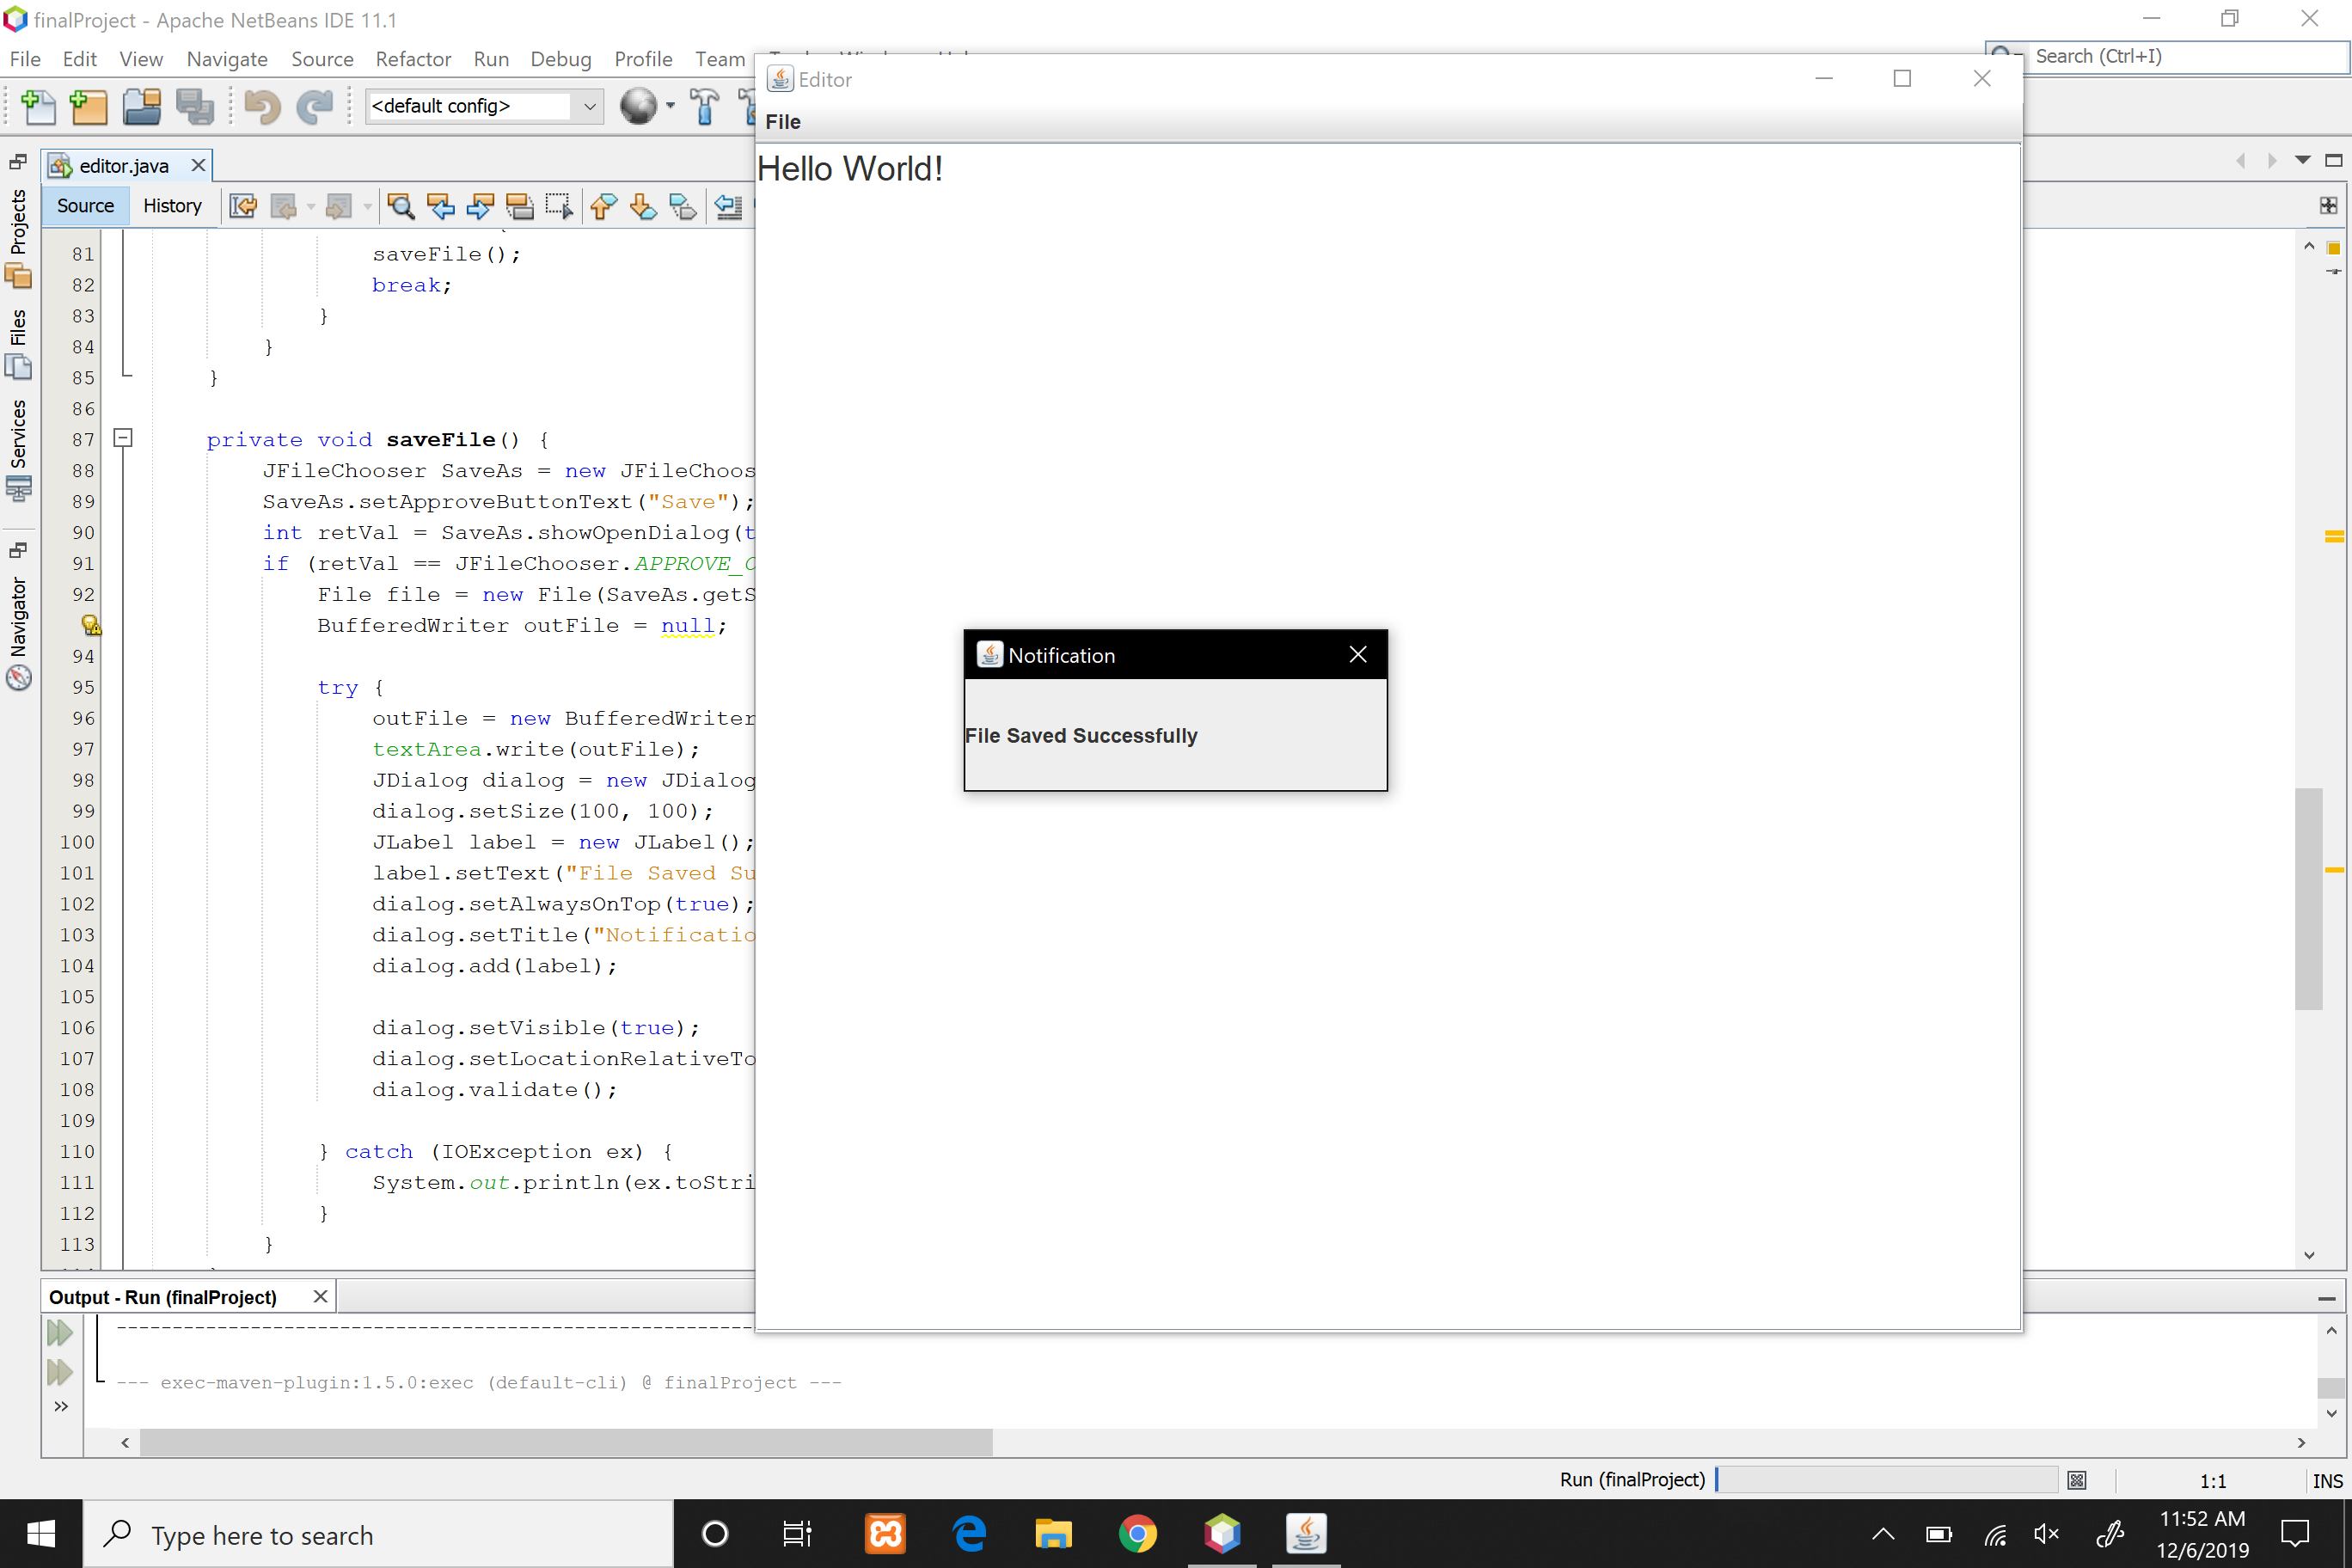 finalProject - Apache NetBeans IDE 11.1
File Edit View Navigate Source Refactor Run Debug Profile Team
Search (Ctrl+I)
<default config>
Editor
File
Hello World!
editor.java
Source History
Projects
Files
Services
Navigator
81 saveFile();
82 break;
83 }
84 }
85 }
86
87 private void saveFile() {
88 JFileChooser SaveAs = new JFileChoos
89 SaveAs.setApproveButtonText("Save");
90 int retVal = SaveAs.showOpenDialog(t
91 if (retVal == JFileChooser.APPROVE_
92 File file = new File(SaveAs.getS
BufferedWriter outFile = null;
94
95 try {
96 outFile = new BufferedWriter
97 textArea.write(outFile);
98 JDialog dialog = new JDialog
99 dialog.setSize(100, 100);
100 JLabel label = new JLabel();
101 label.setText("File Saved Su
102 dialog.setAlwaysOnTop(true);
103 dialog.setTitle("Notificatio
104 dialog.add(label);
105
106 dialog.setVisible(true);
107 dialog.setLocationRelativeTo
108 dialog.validate();
109
110 } catch (IOException ex) {
111 System.out.println(ex.toStri
112 }
113 }
Notification
File Saved Successfully
Output - Run (finalProject)
--- exec-maven-plugin:1.5.0:exec (default-cli) @ finalProject ---
Run (finalProject)
1:1
INS
Type here to search
11:52 AM
12/6/2019